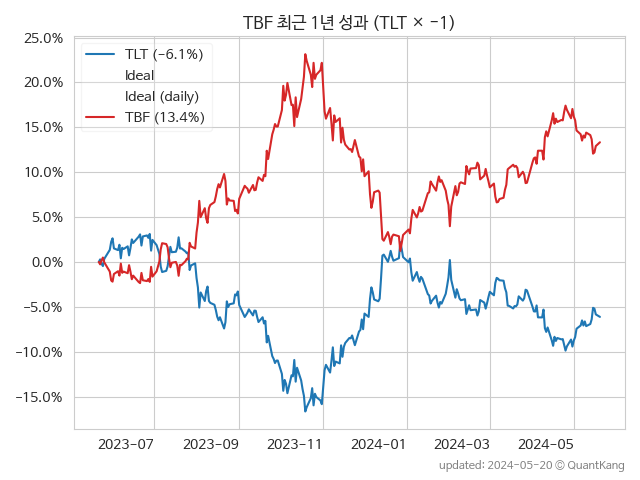 TBF 최근 1년 성과 (TLT × −1)
25.0%
20.0%
15.0%
10.0%
5.0%
0.0%
−5.0%
−10.0%
−15.0%
TLT (−6.1%)
Ideal
Ideal (daily)
TBF (13.4%)
2023−07
2023−09
2023−11
2024−01
2024−03
2024−05
updated: 2024−05−20 © QuantKang